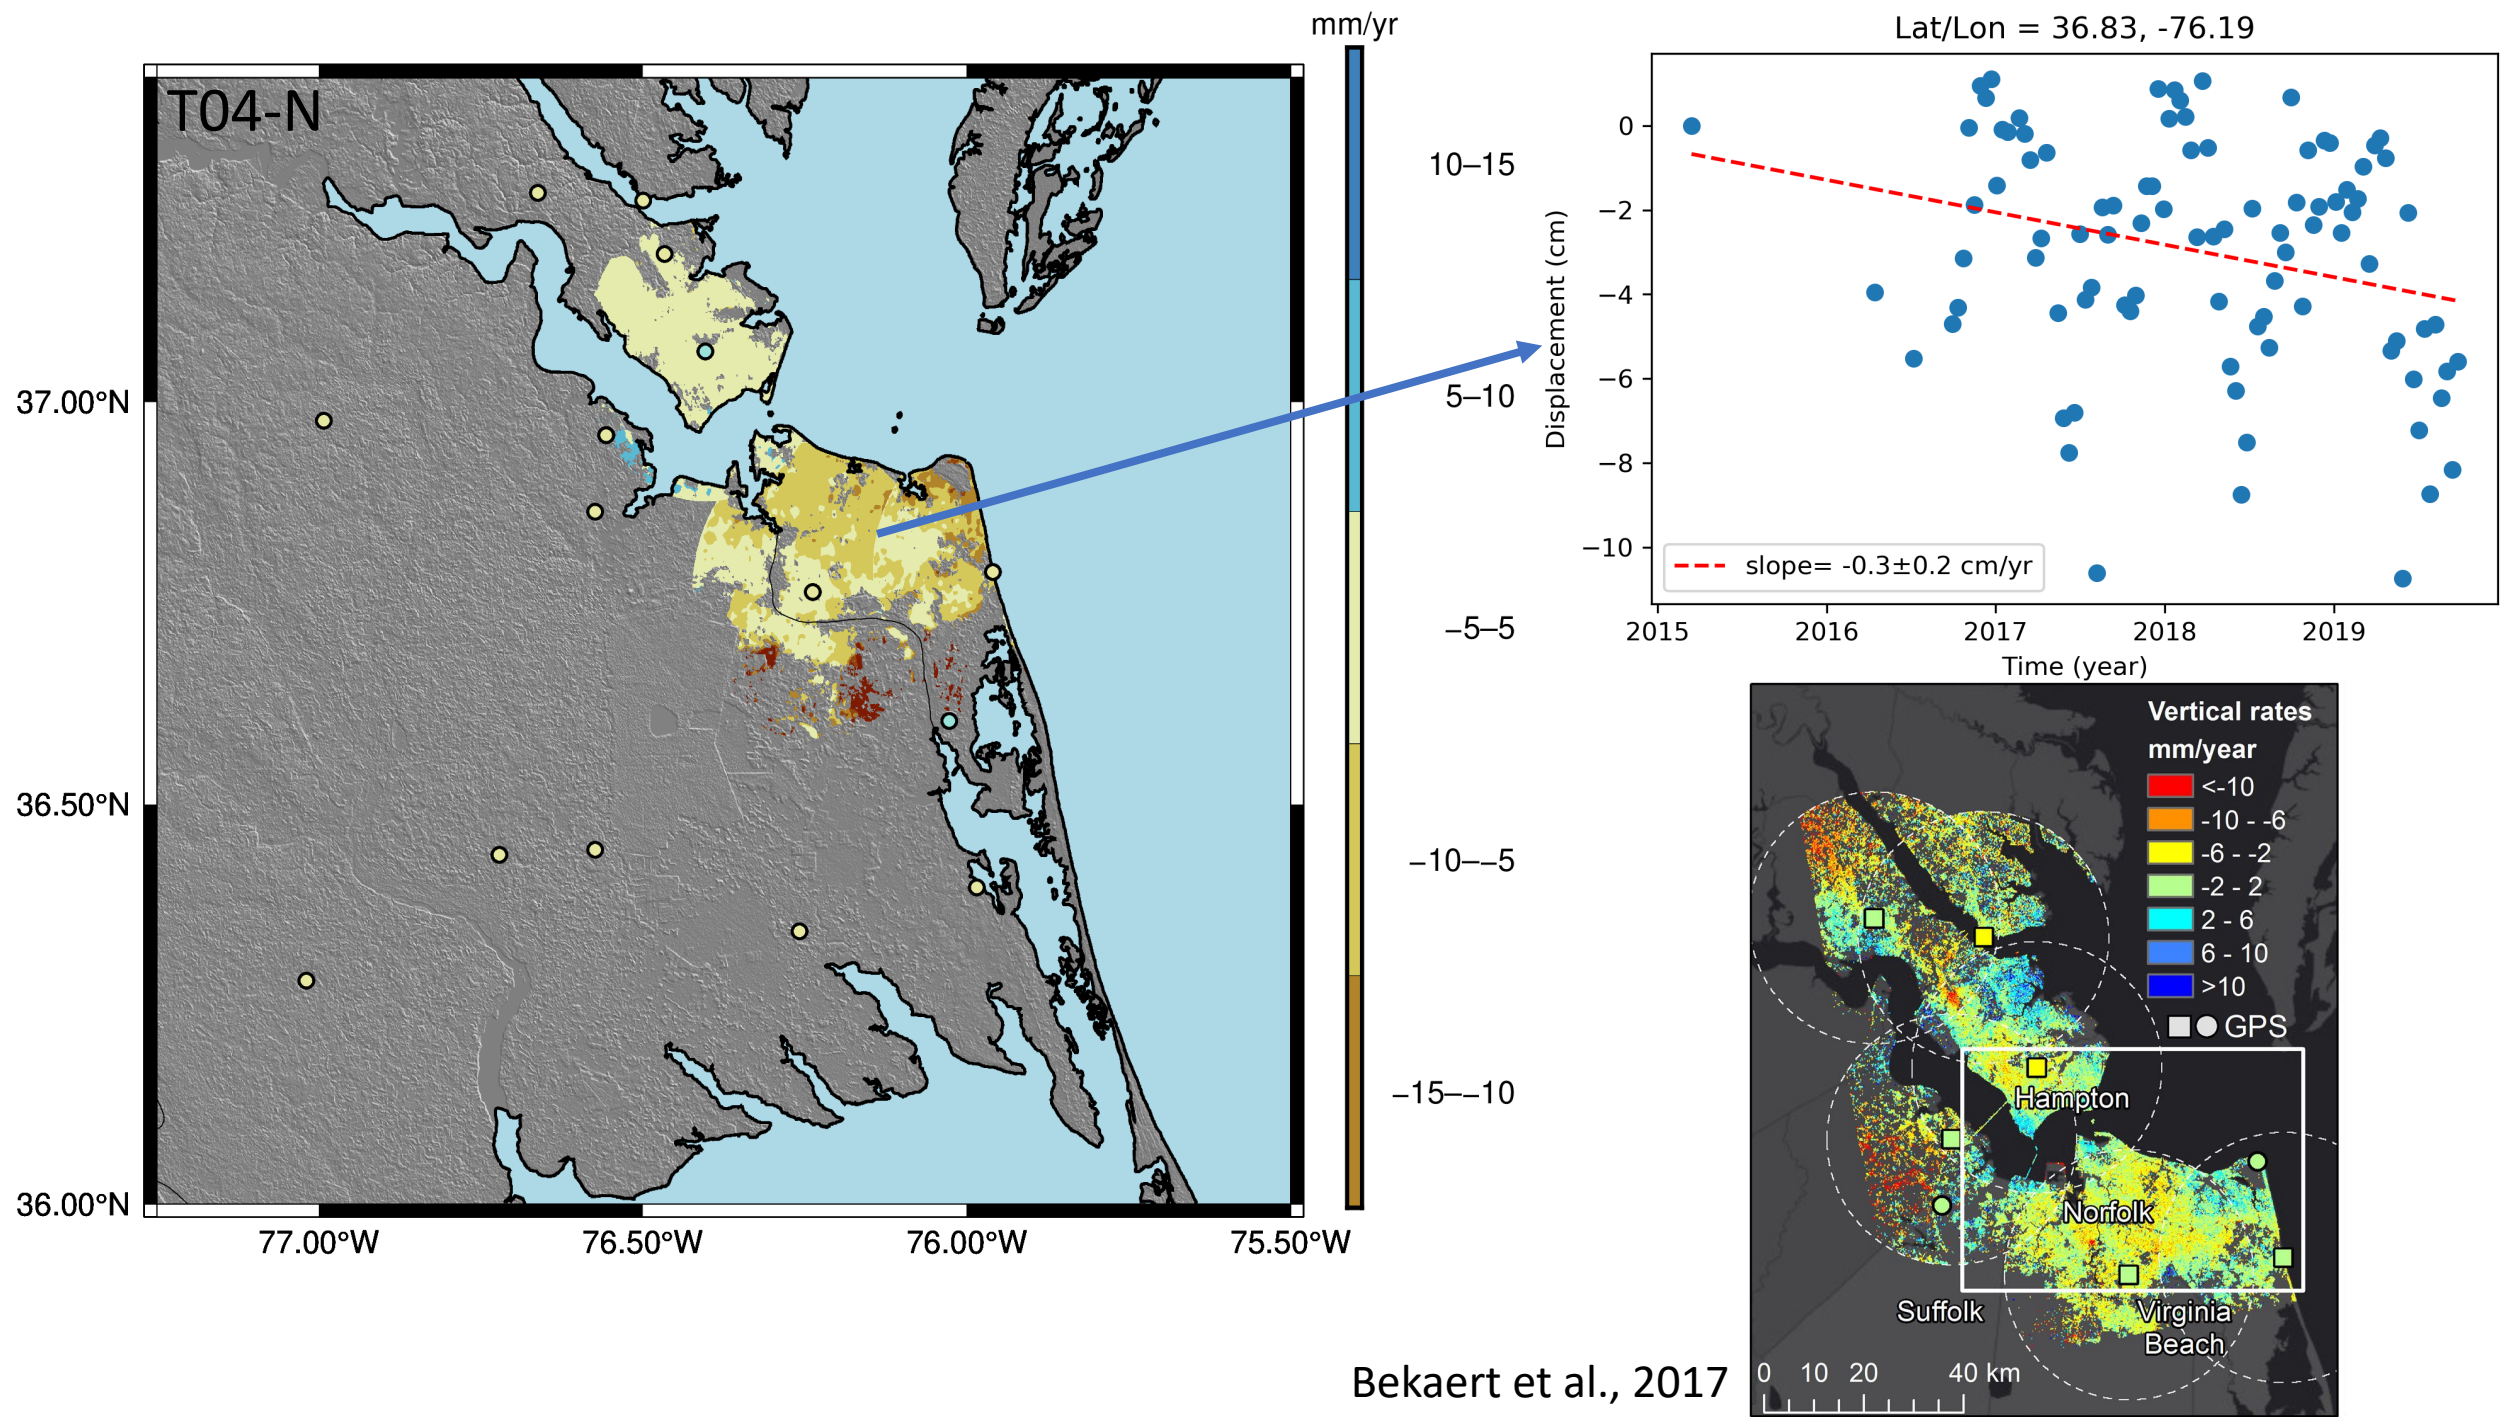 T04-N
37.00°N
36.50°N
36.00°N
77.00°W
76.50°W
76.00°W
75.50°W
mm/yr
10–15
5–10
–5–5
–10–-5
–15–-10
Lat/Lon = 36.83, -76.19
Displacement (cm)
0
−2
−4
−6
−8
−10
slope= -0.3±0.2 cm/yr
2015
2016
2017
2018
2019
Time (year)
Vertical rates
mm/year
<-10
-10 - -6
-6 - -2
-2 - 2
2 - 6
6 - 10
>10
GPS
Hampton
Norfolk
Suffolk
Virginia
Beach
0 10 20 40 km
Bekaert et al., 2017